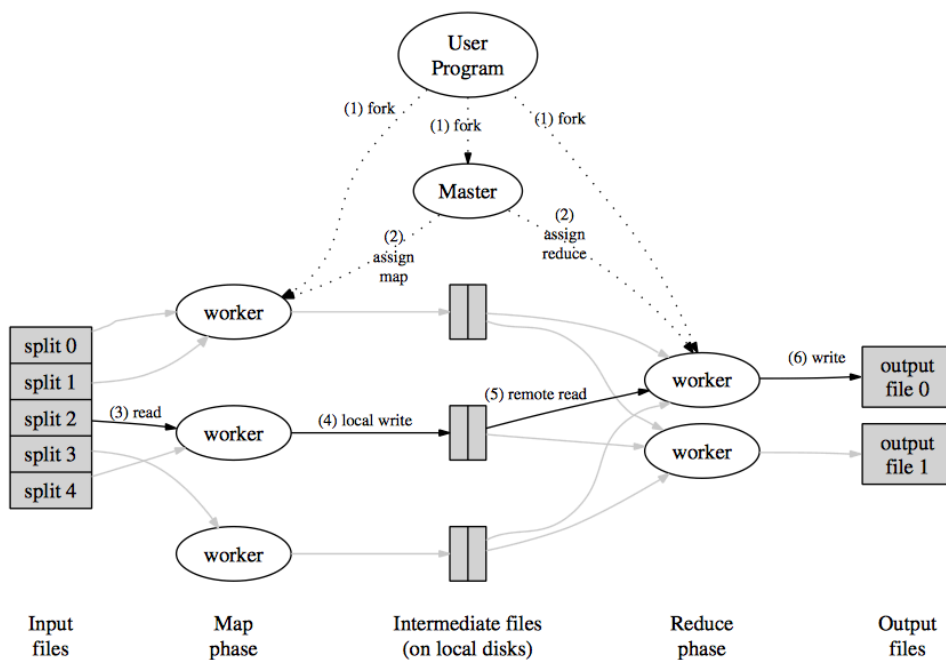 User
Program
(1) fork
(1) fork
(1) fork
Master
(2)
assign
map
(2)
assign
reduce
worker
split 0
split 1
split 2
split 3
split 4
(3) read
worker
(4) local write
(5) remote read
worker
(6) write
output
file 0
worker
output
file 1
worker
Input
files
Map
phase
Intermediate files
(on local disks)
Reduce
phase
Output
files